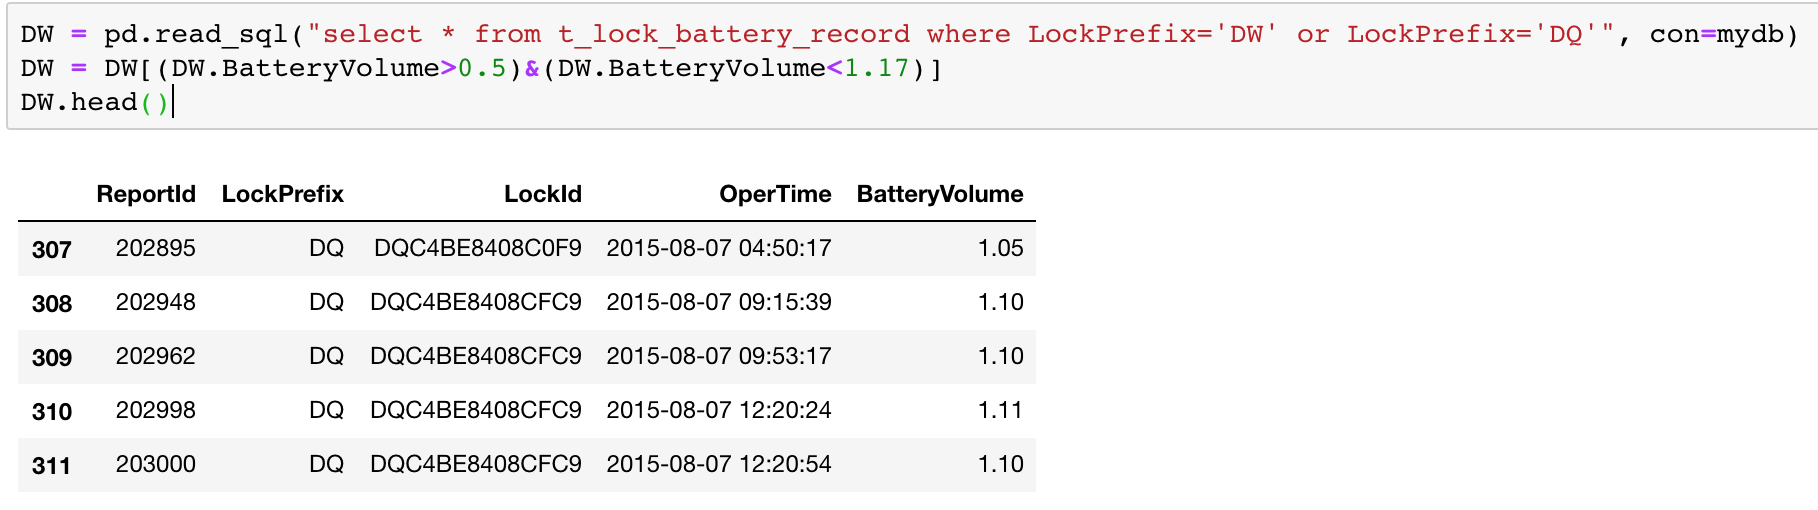 DW = pd.read_sql("select * from t_lock_battery_record where LockPrefix='DW' or LockPrefix='DQ'", con=mydb)
DW = DW[(DW.BatteryVolume>0.5)&(DW.BatteryVolume<1.17)]
DW.head()
ReportId LockPrefix LockId OperTime BatteryVolume
307 202895 DQ DQC4BE8408C0F9 2015-08-07 04:50:17 1.05
308 202948 DQ DQC4BE8408CFC9 2015-08-07 09:15:39 1.10
309 202962 DQ DQC4BE8408CFC9 2015-08-07 09:53:17 1.10
310 202998 DQ DQC4BE8408CFC9 2015-08-07 12:20:24 1.11
311 203000 DQ DQC4BE8408CFC9 2015-08-07 12:20:54 1.10